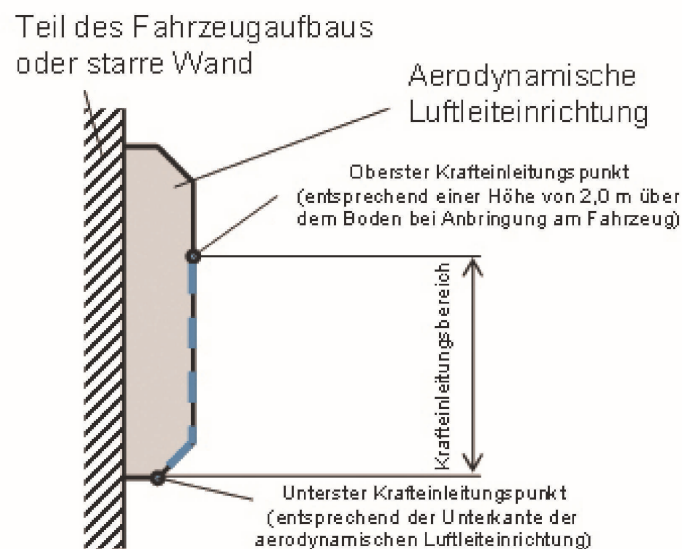 Teil des Fahrzeugaufbaus
oder starre Wand
Aerodynamische
Luftleiteinrichtung
Oberster Krafteinleitungspunkt
(entsprechend einer Höhe von 2,0 m über
dem Boden bei Anbringung am Fahrzeug)
Krafteinleitungsbereich
Unterster Krafteinleitungspunkt
(entsprechend der Unterkante der
aerodynamischen Luftleiteinrichtung)